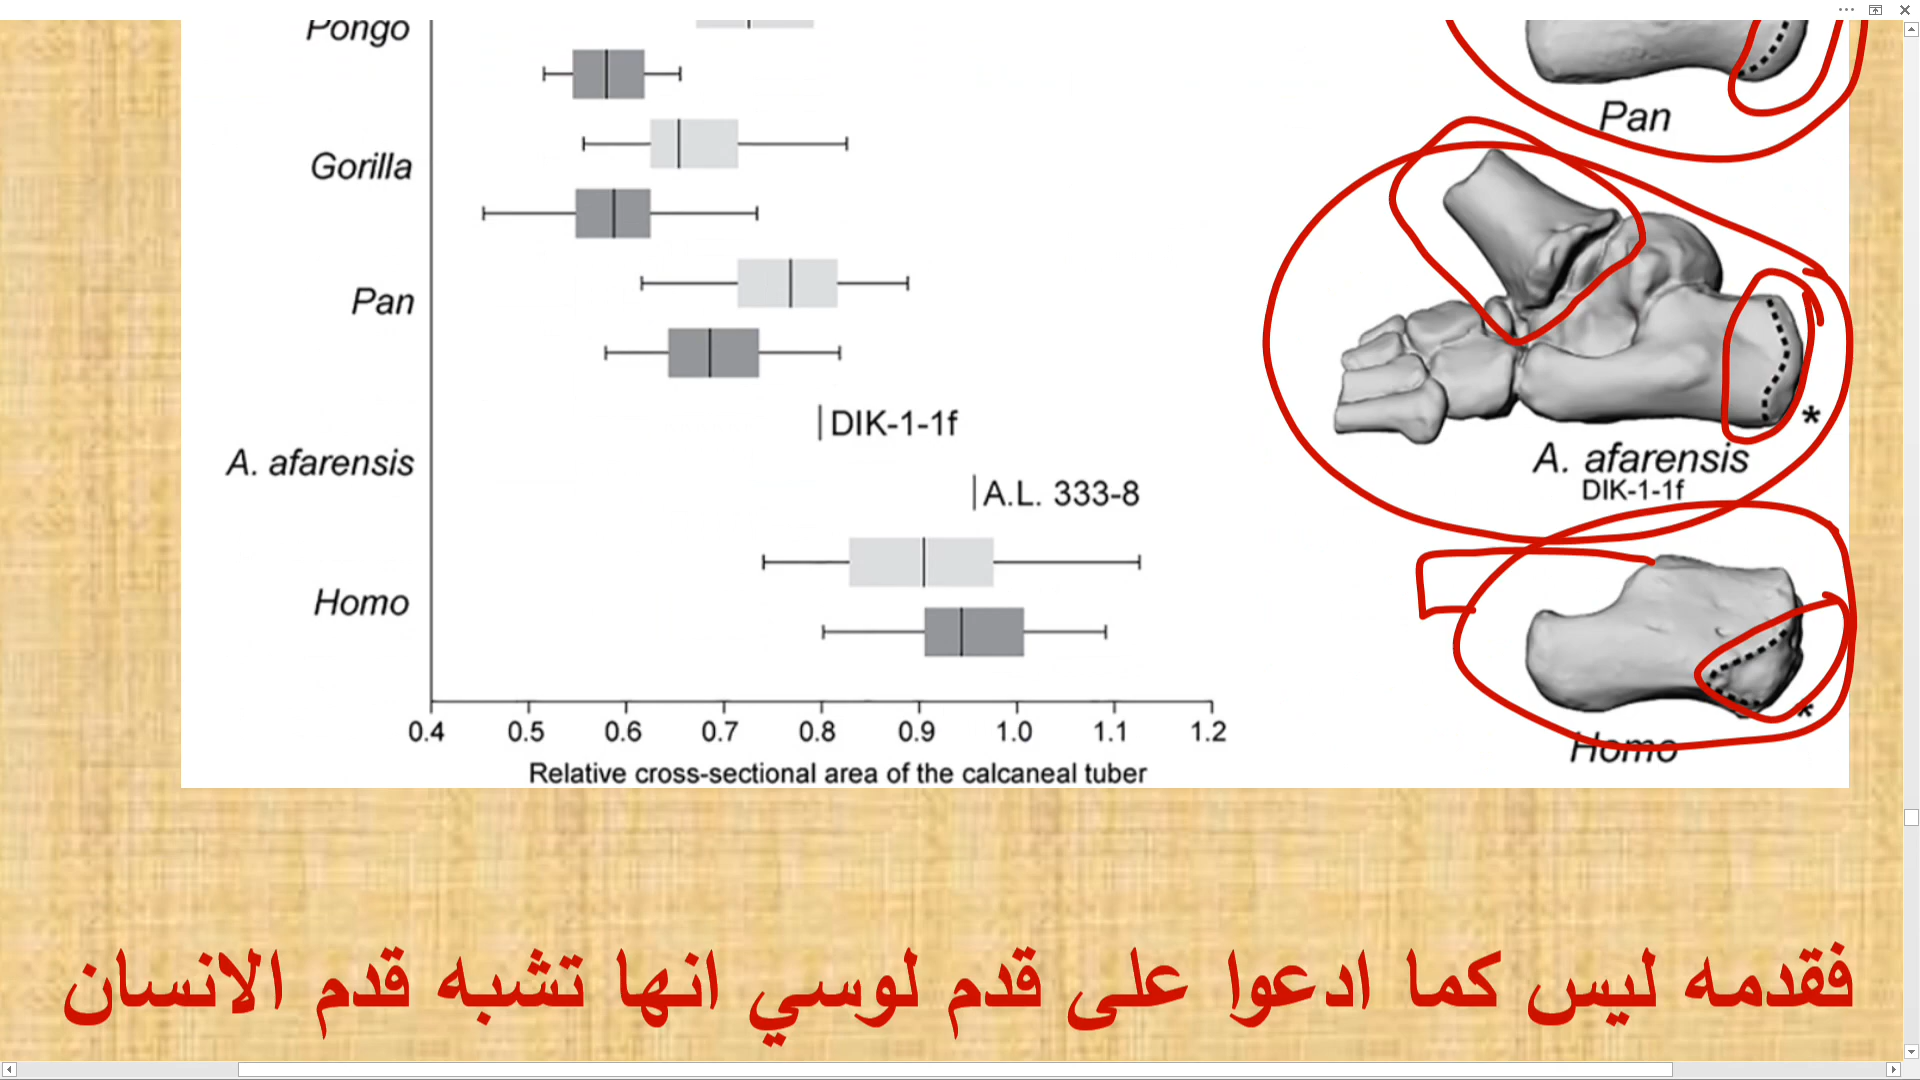 Pongo
Gorilla
Pan
A. afarensis
Homo
DIK-1-1f
A.L. 333-8
0.4 0.5 0.6 0.7 0.8 0.9 1.0 1.1 1.2
Relative cross-sectional area of the calcaneal tuber
Pan
*
A. afarensis
DIK-1-1f
*
Homo
فقدمه ليس كما ادعوا على قدم لوسي انها تشبه قدم الانسان